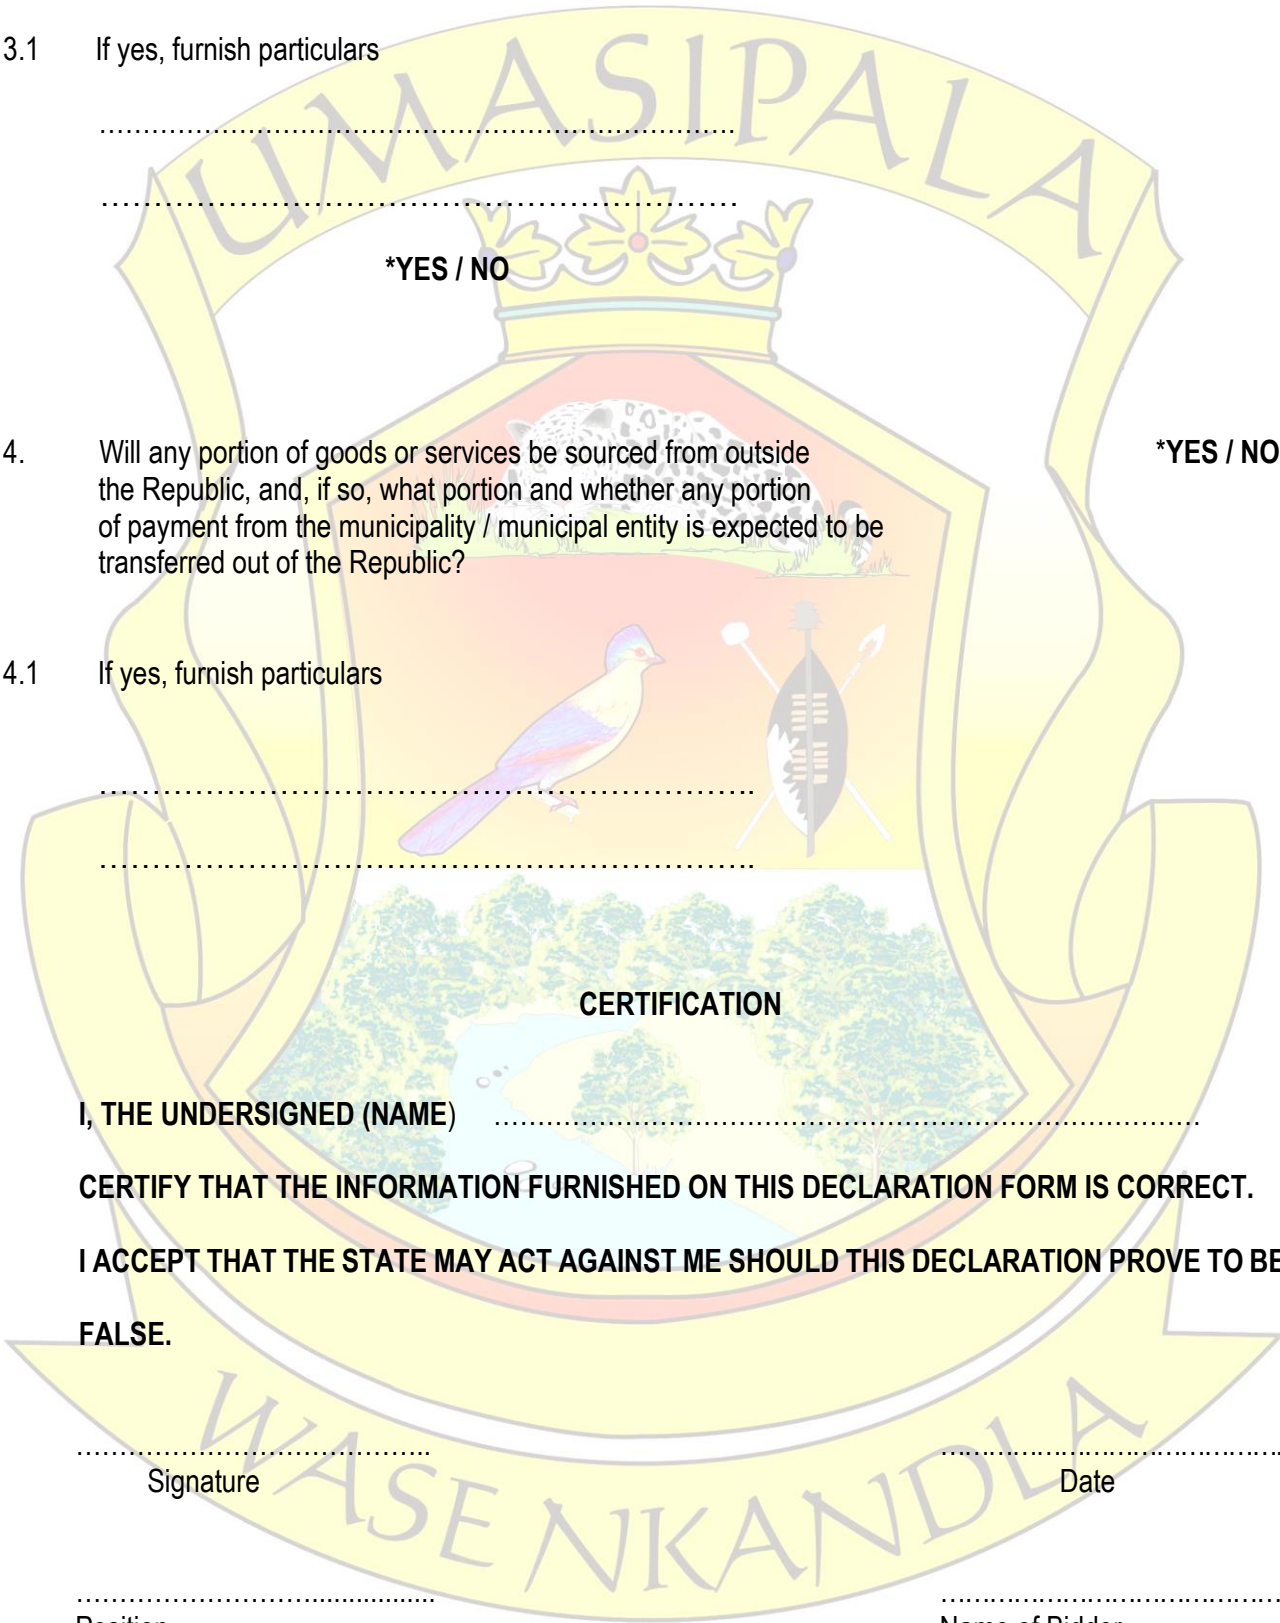 UMASIPALA
3.1 If yes, furnish particulars
…………………………………………………………….
……………………………………………………
*YES / NO
4. Will any portion of goods or services be sourced from outside *YES / NO
the Republic, and, if so, what portion and whether any portion
of payment from the municipality / municipal entity is expected to be
transferred out of the Republic?
4.1 If yes, furnish particulars
…………………………………………………….
…………………………………………………….
CERTIFICATION
I, THE UNDERSIGNED (NAME) ………………………………………………………………………
CERTIFY THAT THE INFORMATION FURNISHED ON THIS DECLARATION FORM IS CORRECT.
I ACCEPT THAT THE STATE MAY ACT AGAINST ME SHOULD THIS DECLARATION PROVE TO BE
FALSE.
………………………………….. …………………………………
Signature Date
………………………................. …………………………………
Position Name of Bidder
WASE NKANDLA